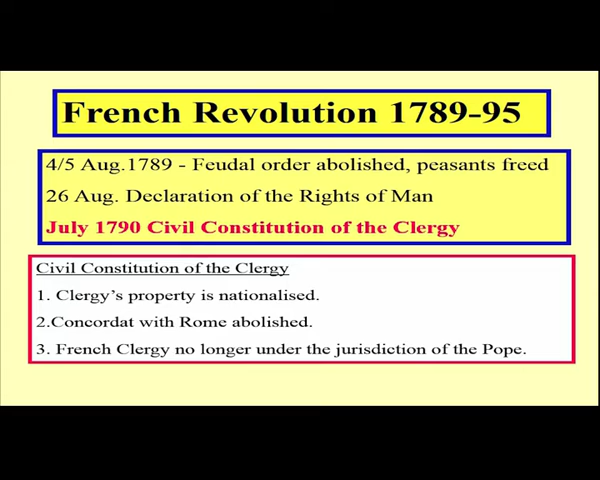 French Revolution 1789-95
4/5 Aug.1789 - Feudal order abolished, peasants freed
26 Aug. Declaration of the Rights of Man
July 1790 Civil Constitution of the Clergy
Civil Constitution of the Clergy
1. Clergy's property is nationalised.
2.Concordat with Rome abolished.
3. French Clergy no longer under the jurisdiction of the Pope.